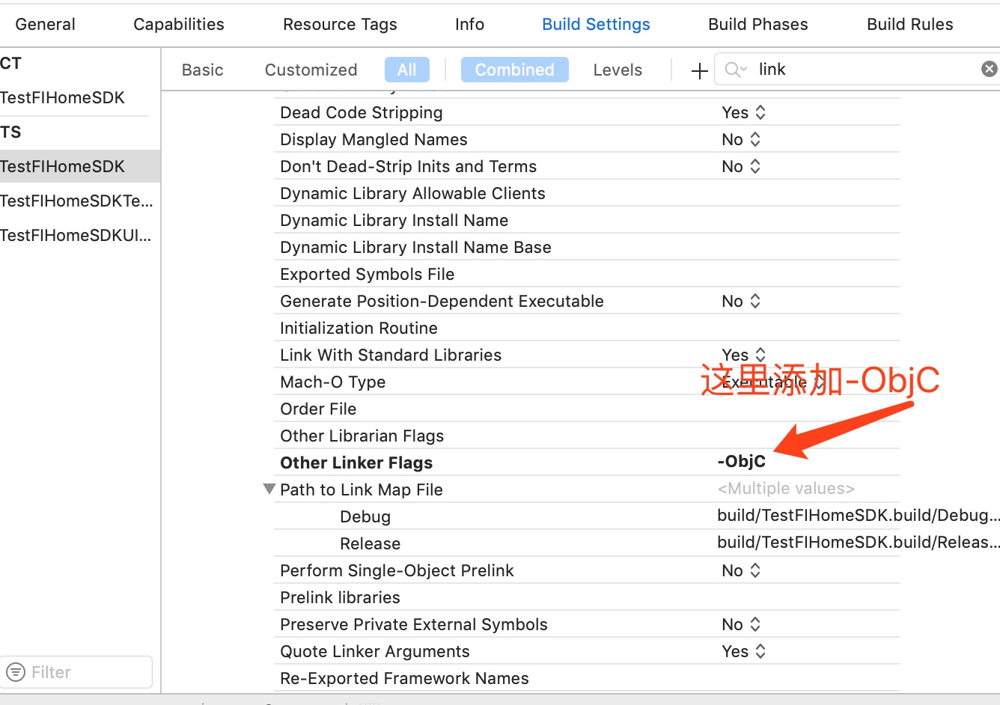 General Capabilities Resource Tags Info Build Settings Build Phases Build Rules
Basic Customized All Combined Levels + link
CT
TestFIHomeSDK
TS
TestFIHomeSDK
TestFIHomeSDKTe...
TestFIHomeSDKUI...
Filter
Dead Code Stripping Yes
Display Mangled Names No
Don't Dead-Strip Inits and Terms No
Dynamic Library Allowable Clients
Dynamic Library Install Name
Dynamic Library Install Name Base
Exported Symbols File
Generate Position-Dependent Executable No
Initialization Routine
Link With Standard Libraries Yes
Mach-O Type Executable
这里添加-ObjC
Order File
Other Librarian Flags
Other Linker Flags -ObjC
Path to Link Map File <Multiple values>
Debug build/TestFIHomeSDK.build/Debug...
Release build/TestFIHomeSDK.build/Releas...
Perform Single-Object Prelink No
Prelink libraries
Preserve Private External Symbols No
Quote Linker Arguments Yes
Re-Exported Framework Names